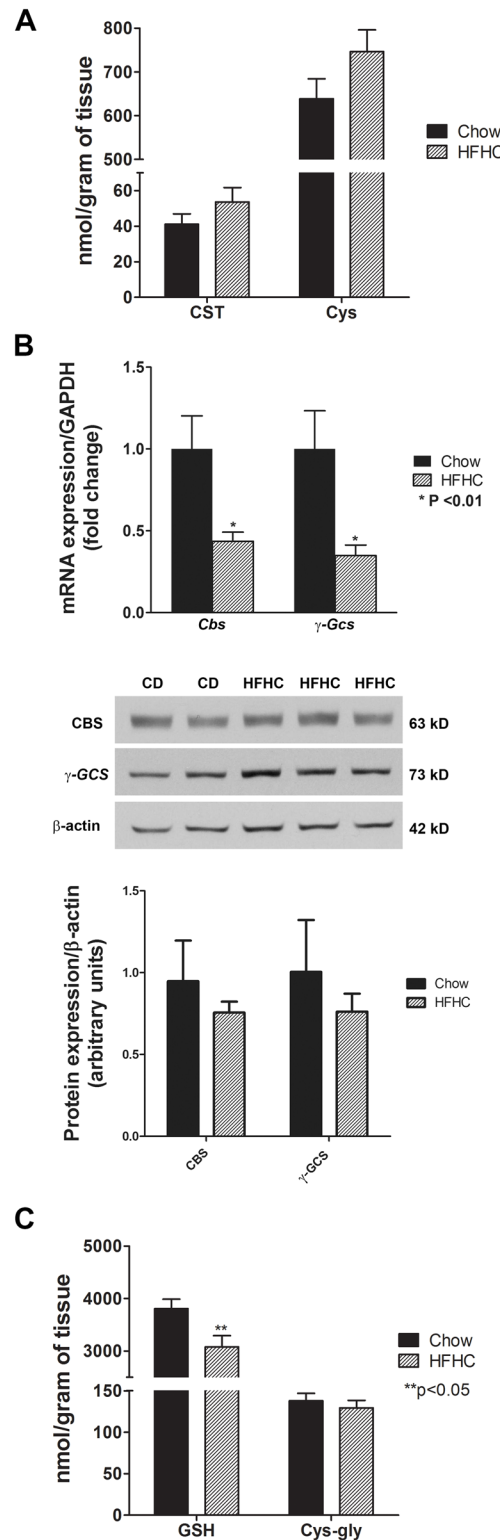 A
nmol/gram of tissue
800
700
600
500
60
40
20
0
CST Cys
Chow
HFHC
B
mRNA expression/GAPDH
(fold change)
1.5
1.0
0.5
0.0
* *
Cbs γ-Gcs
Chow
HFHC
* P <0.01
CD CD HFHC HFHC HFHC
CBS 63 kD
γ-GCS 73 kD
β-actin 42 kD
Protein expression/β-actin
(arbitrary units)
1.5
1.0
0.5
0.0
CBS γ-GCS
Chow
HFHC
C
nmol/gram of tissue
5000
4000
3000
150
100
50
0
**
GSH Cys-gly
Chow
HFHC
**p<0.05